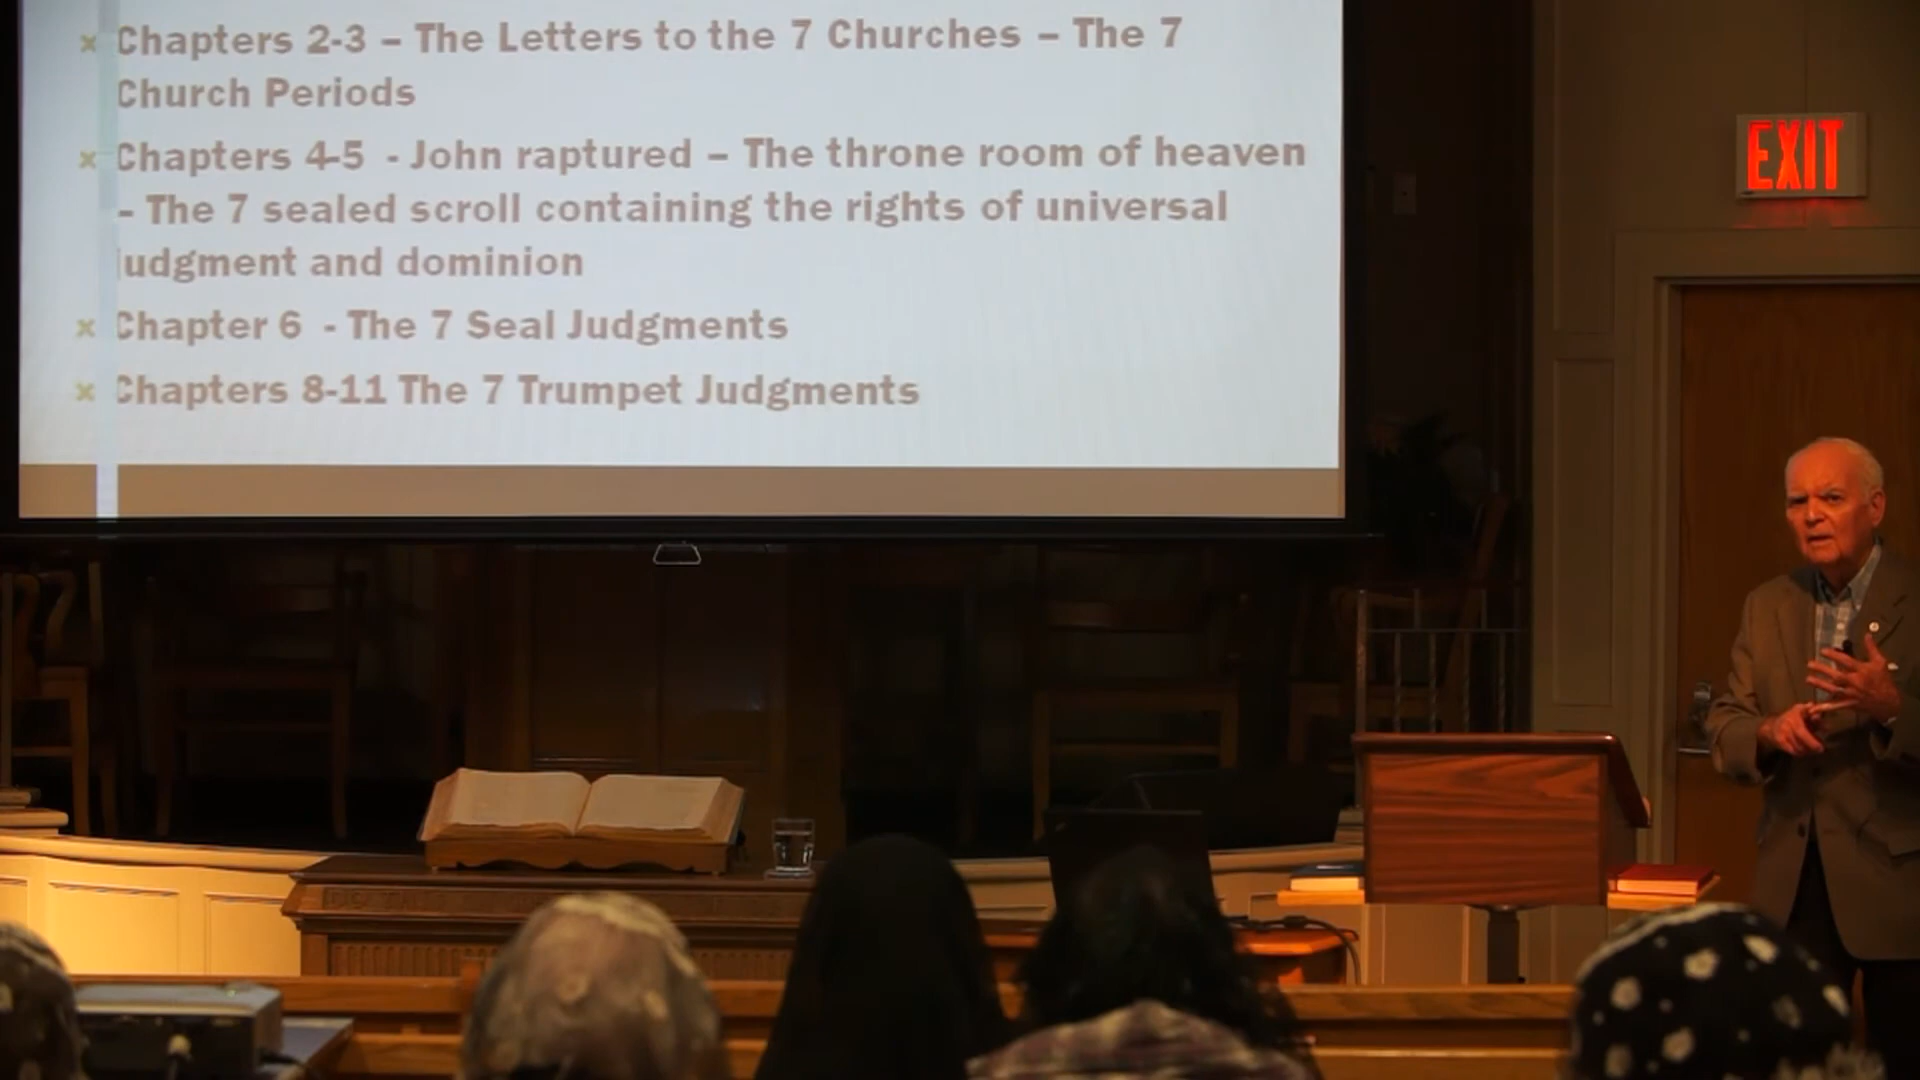 Chapters 2-3 – The Letters to the 7 Churches – The 7
Church Periods
Chapters 4-5 - John raptured – The throne room of heaven
– The 7 sealed scroll containing the rights of universal
judgment and dominion
Chapter 6 - The 7 Seal Judgments
Chapters 8-11 The 7 Trumpet Judgments
EXIT